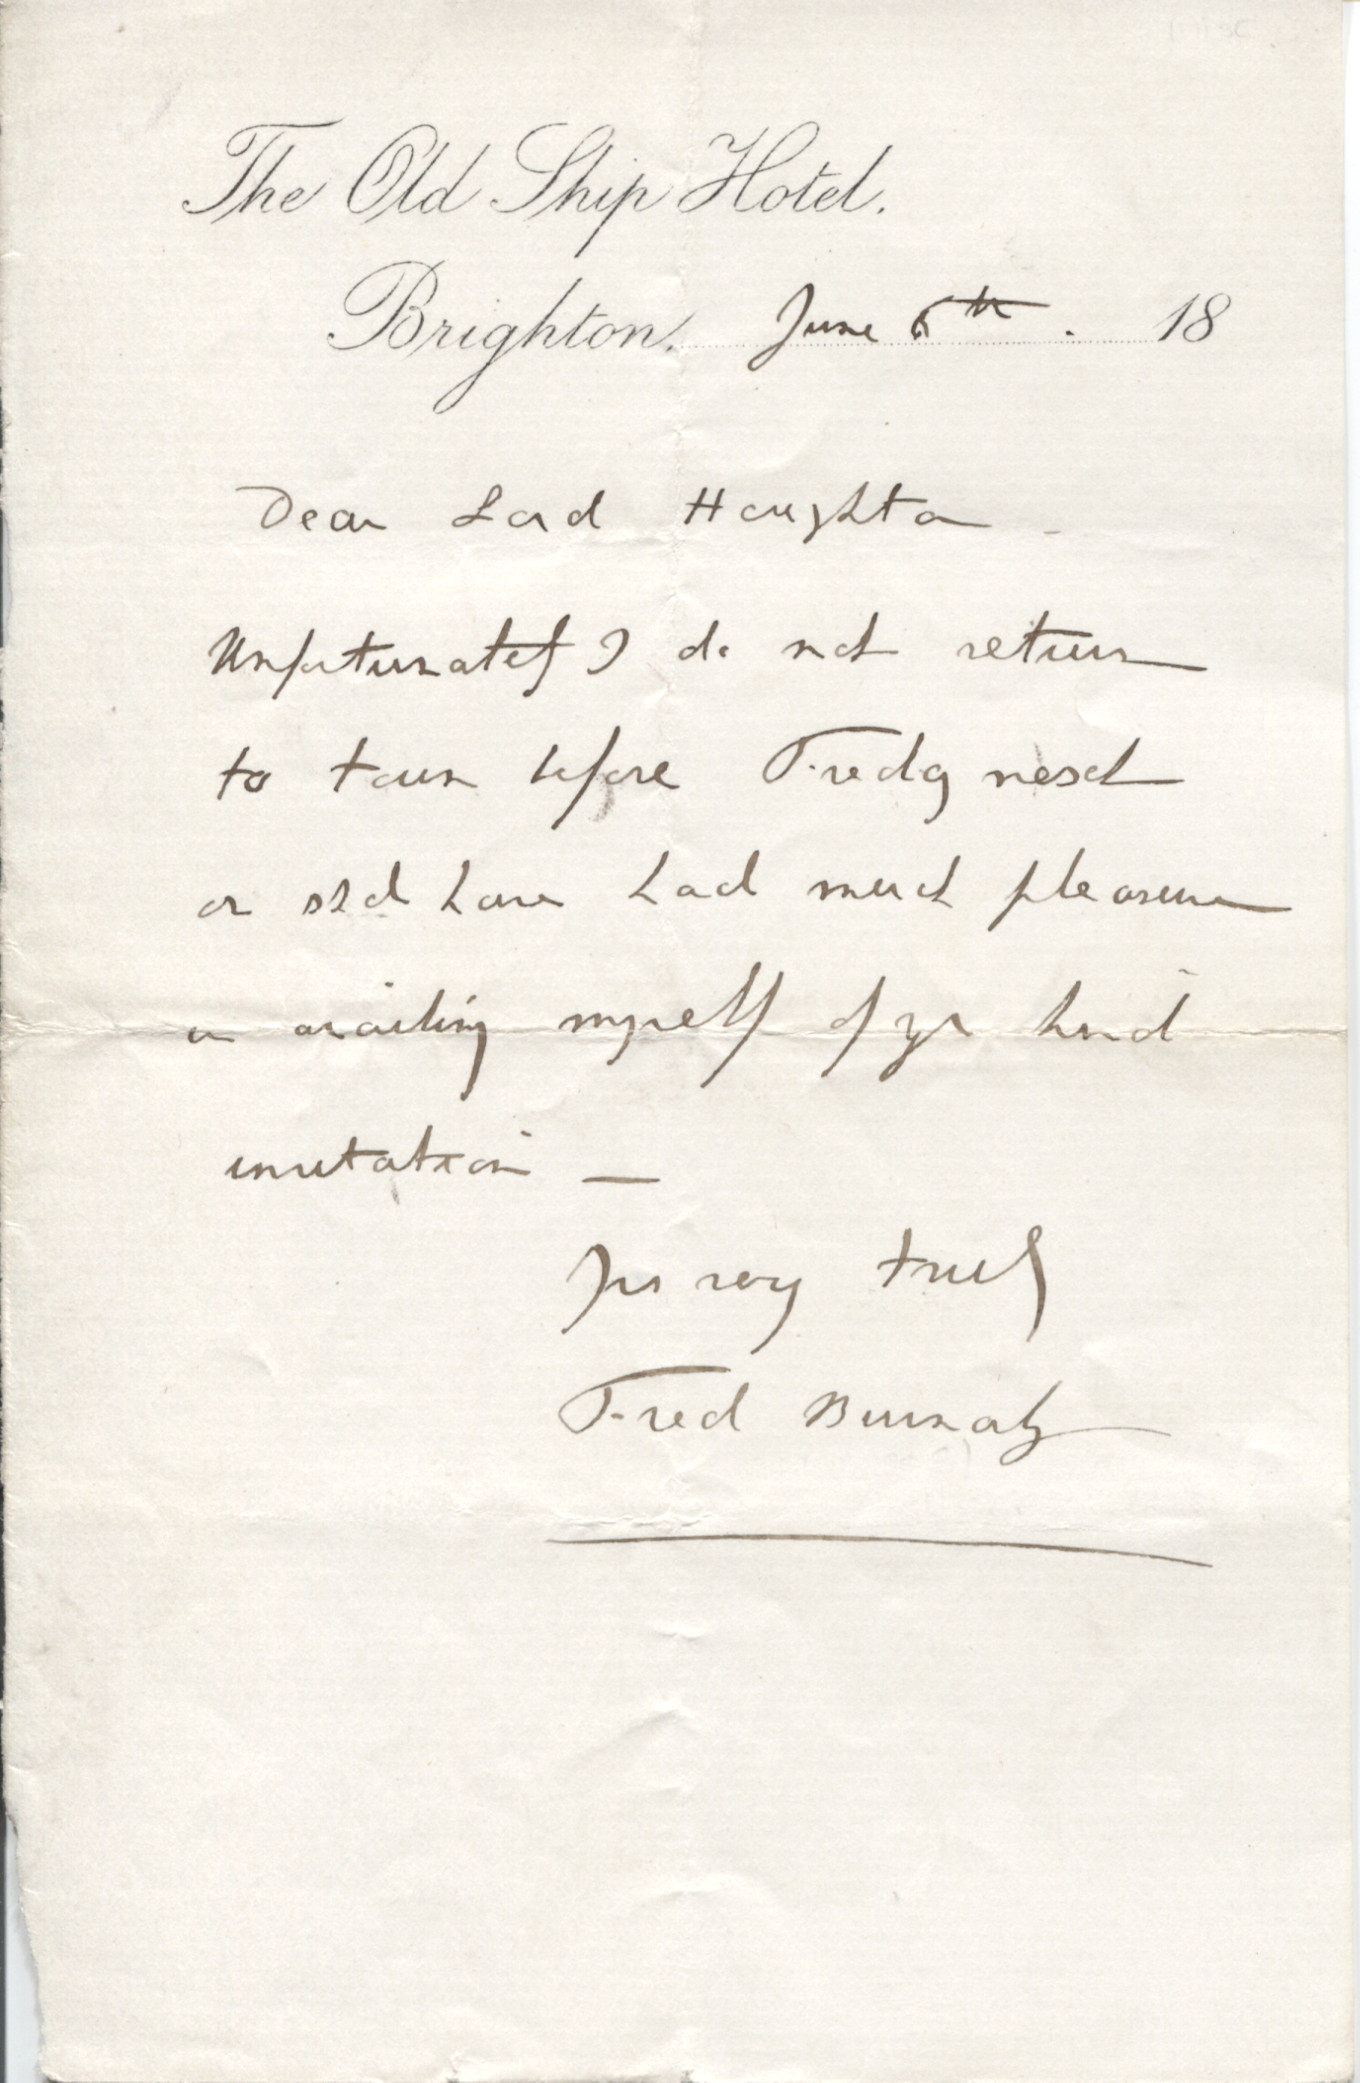 The Old Ship Hotel.
Brighton. June 6th. 18
Dear Lord Houghton
Unfortunately I do not return
to town before Friday next
or shd have had much pleasure
in availing myself of yr kind
invitation —
Yrs very truly
Fred Burnaby